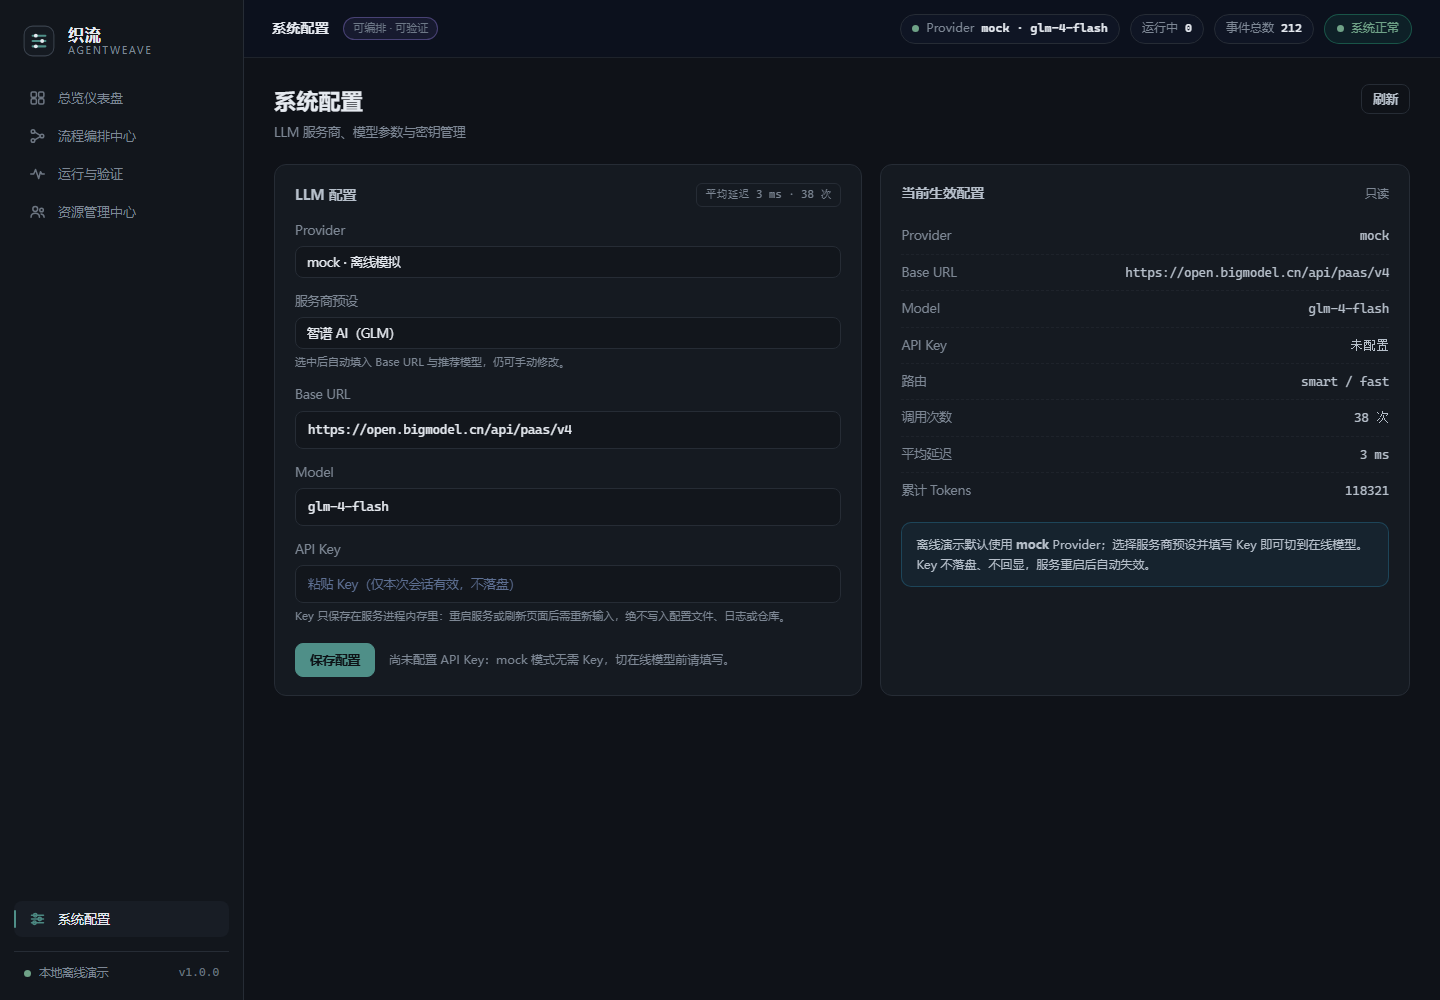 织流
AGENTWEAVE
总览仪表盘
流程编排中心
运行与验证
资源管理中心
系统配置
本地离线演示 v1.0.0
系统配置 可编排 · 可验证 Provider mock · glm-4-flash 运行中 0 事件总数 212 系统正常
系统配置 刷新
LLM 服务商、模型参数与密钥管理
LLM 配置 平均延迟 3 ms · 38 次
Provider
mock · 离线模拟
服务商预设
智谱 AI（GLM）
选中后自动填入 Base URL 与推荐模型，仍可手动修改。
Base URL
https://open.bigmodel.cn/api/paas/v4
Model
glm-4-flash
API Key
粘贴 Key（仅本次会话有效，不落盘）
Key 只保存在服务进程内存里：重启服务或刷新页面后需重新输入，绝不写入配置文件、日志或仓库。
保存配置 尚未配置 API Key：mock 模式无需 Key，切在线模型前请填写。
当前生效配置 只读
Provider mock
Base URL https://open.bigmodel.cn/api/paas/v4
Model glm-4-flash
API Key 未配置
路由 smart / fast
调用次数 38 次
平均延迟 3 ms
累计 Tokens 118321
离线演示默认使用 mock Provider；选择服务商预设并填写 Key 即可切到在线模型。
Key 不落盘、不回显，服务重启后自动失效。